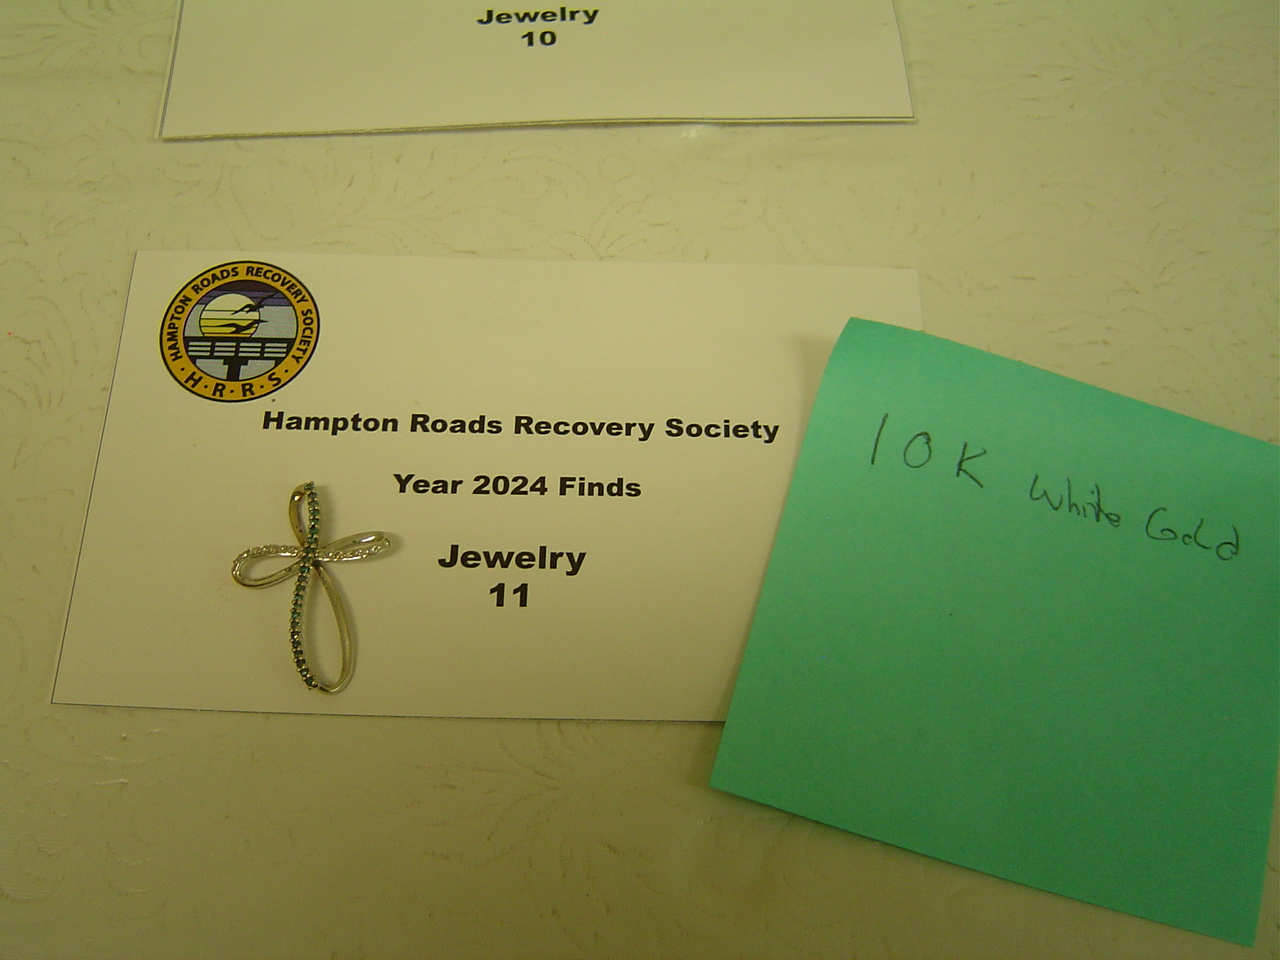 Jewelry
10
HAMPTON ROADS RECOVERY SOCIETY
H·R·R·S·
Hampton Roads Recovery Society
Year 2024 Finds
Jewelry
11
10K white Gold